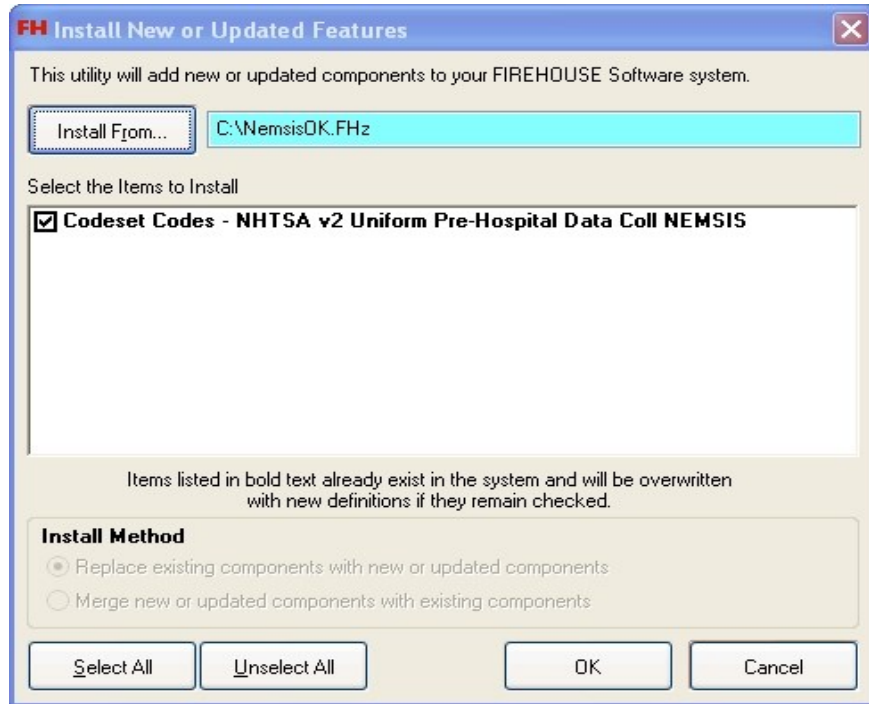 FH Install New or Updated Features
This utility will add new or updated components to your FIREHOUSE Software system.
Install From... C:\NemsisOK.FHz
Select the Items to Install
Codeset Codes - NHTSA v2 Uniform Pre-Hospital Data Coll NEMSIS
Items listed in bold text already exist in the system and will be overwritten
with new definitions if they remain checked.
Install Method
Replace existing components with new or updated components
Merge new or updated components with existing components
Select All Unselect All OK Cancel